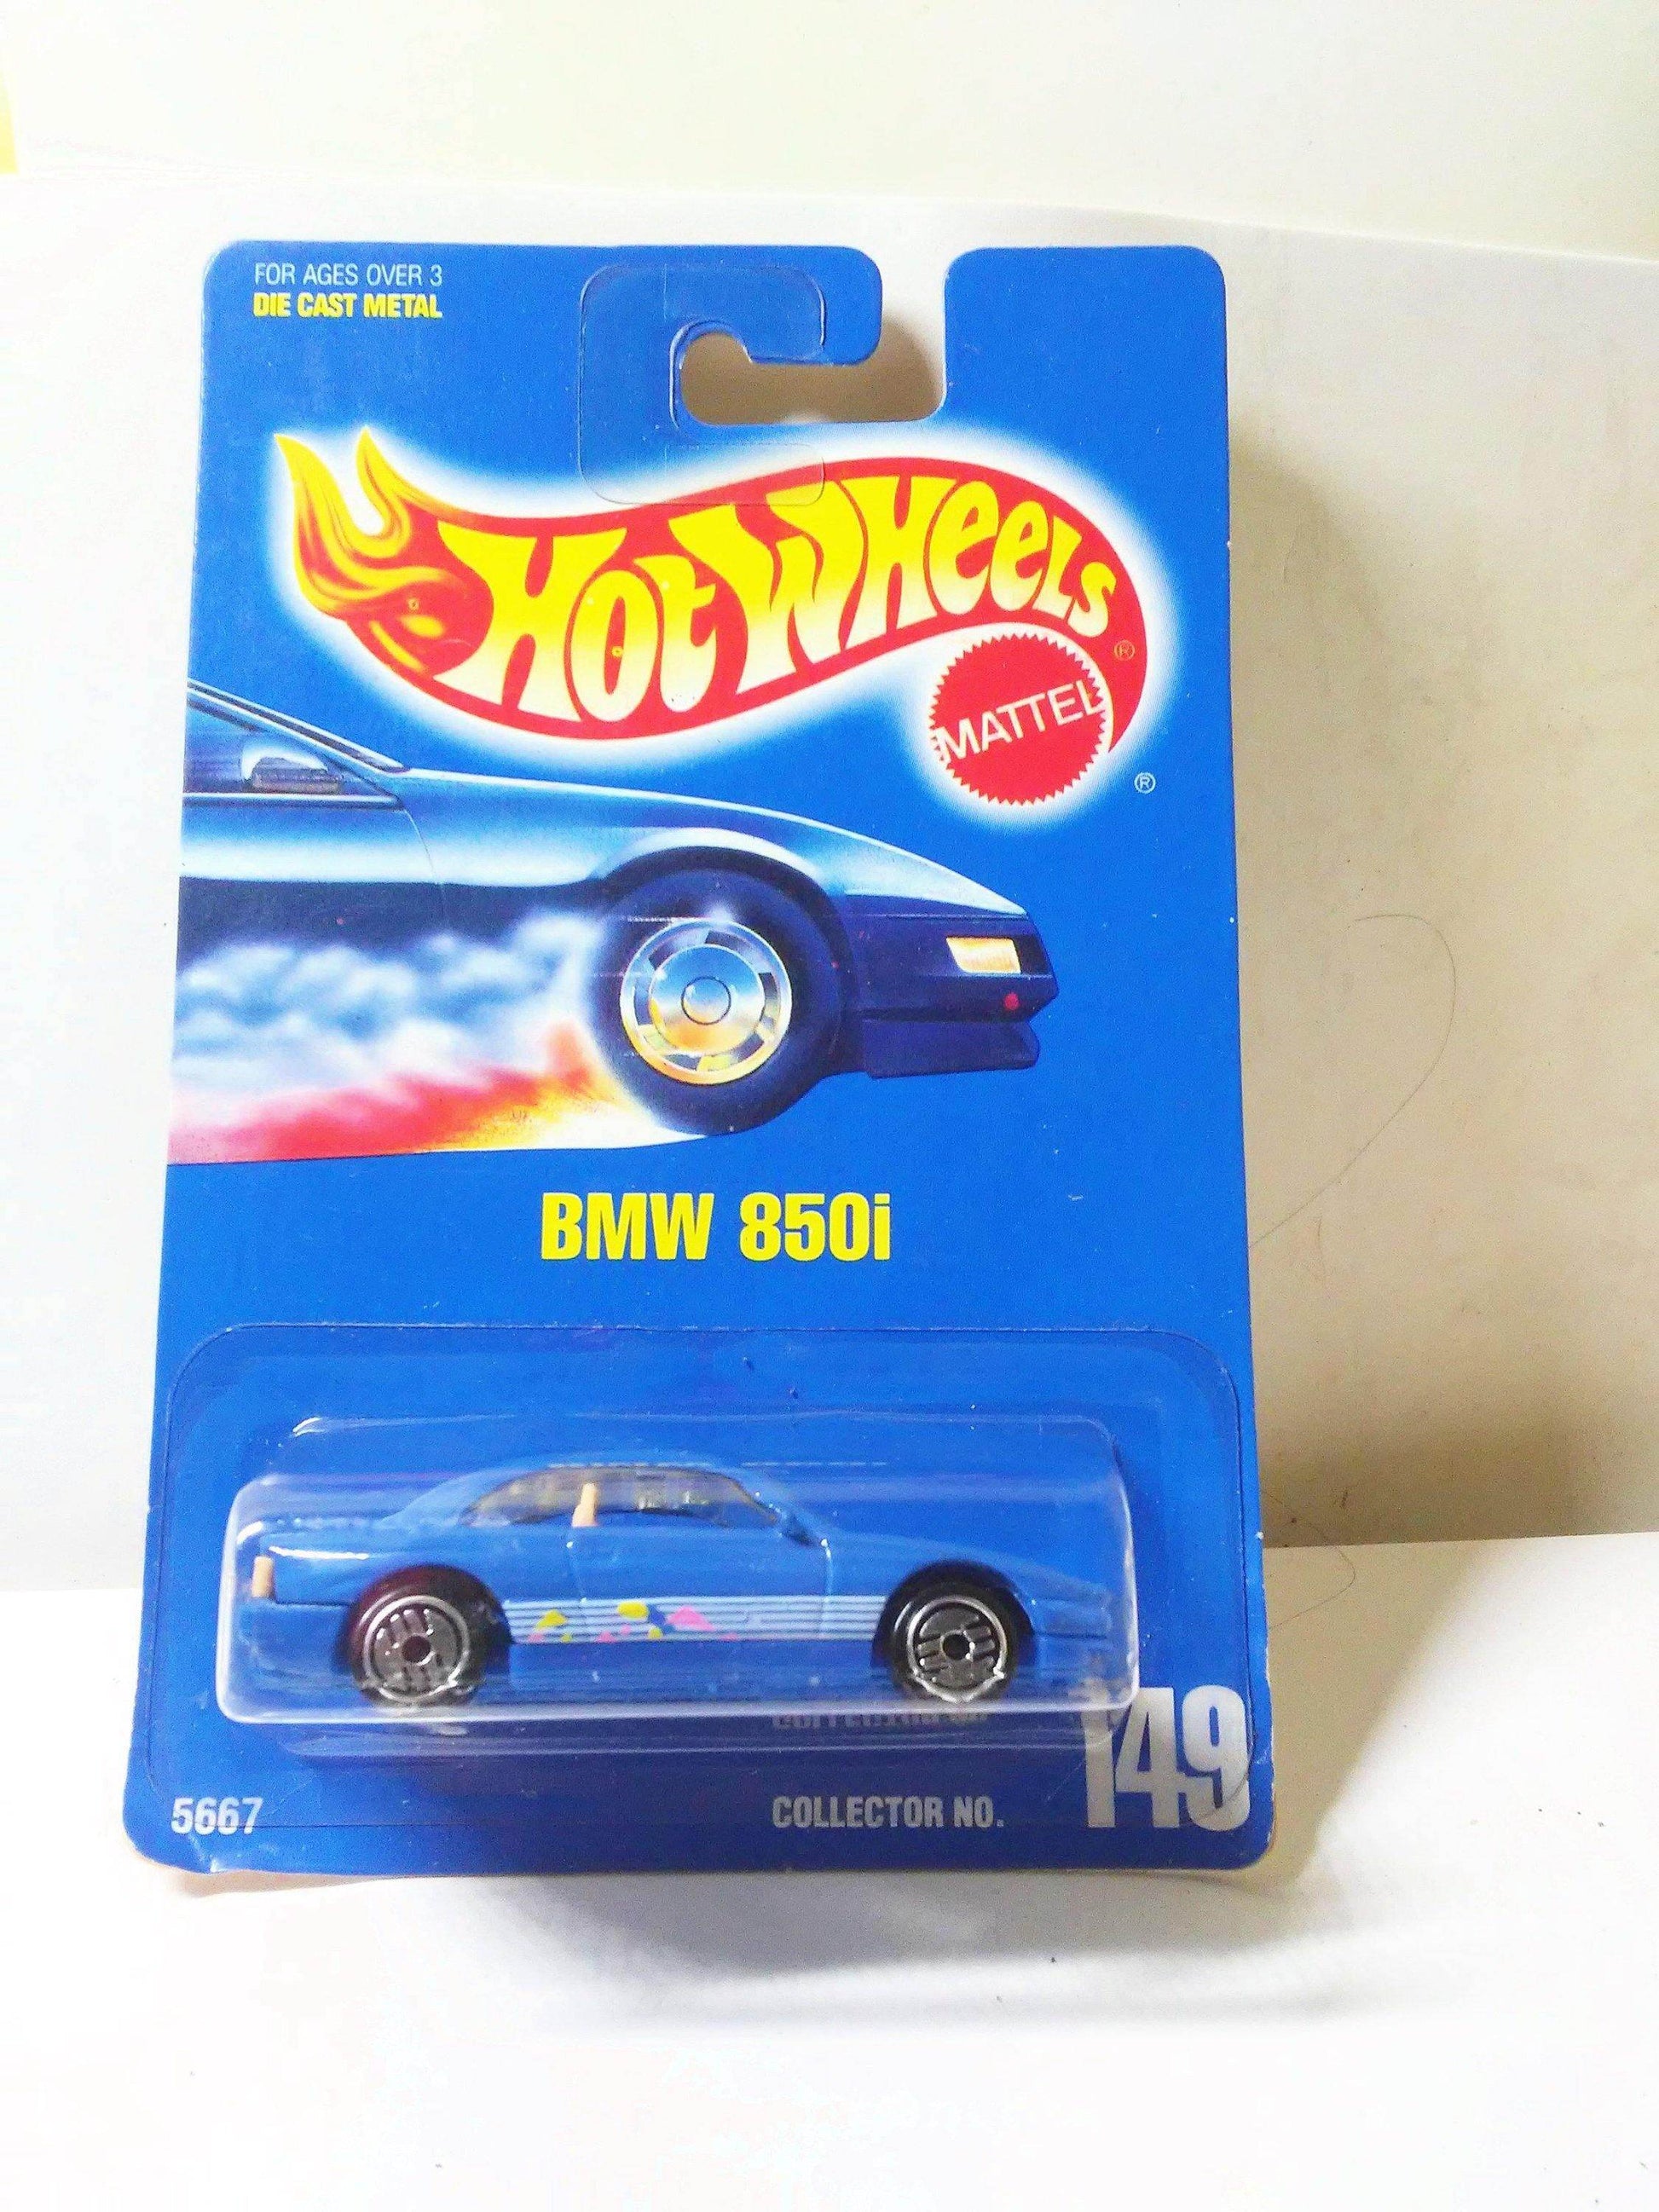 FOR AGES OVER 3
DIE CAST METAL
HOT WHEELS ®
MATTEL
®
BMW 850i
5667
COLLECTOR NO. 149